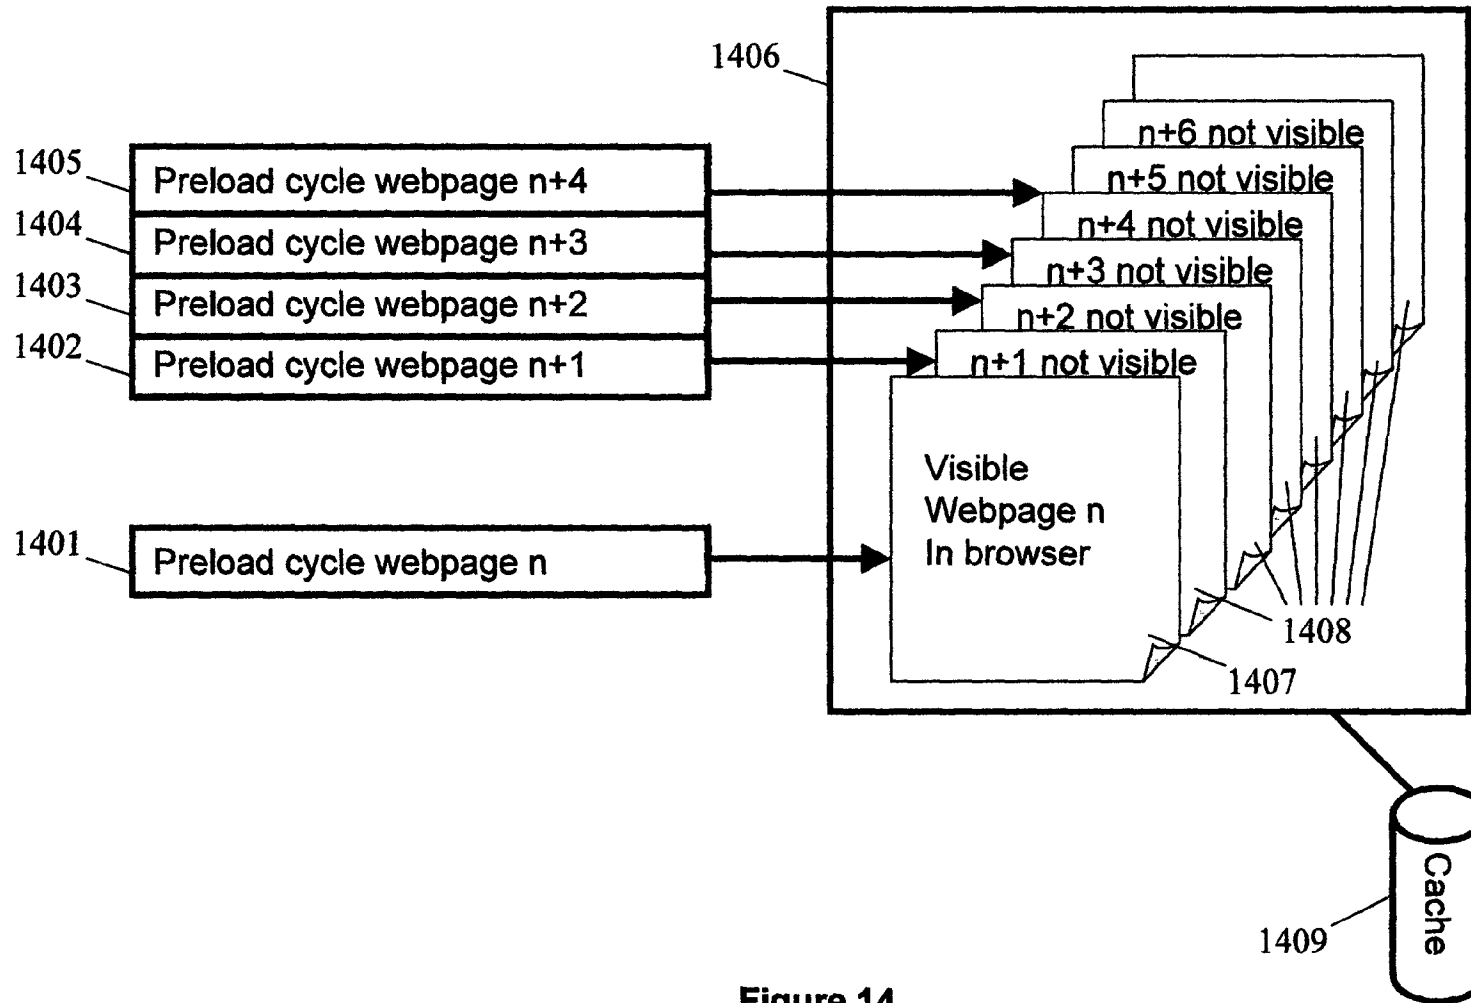 1406
n+6 not visible
1405
Preload cycle webpage n+4
n+5 not visible
1404
Preload cycle webpage n+3
n+4 not visible
1403
Preload cycle webpage n+2
n+3 not visible
1402
Preload cycle webpage n+1
n+2 not visible
n+1 not visible
Visible
Webpage n
In browser
1401
Preload cycle webpage n
1408
1407
Cache
1409
Figure 14